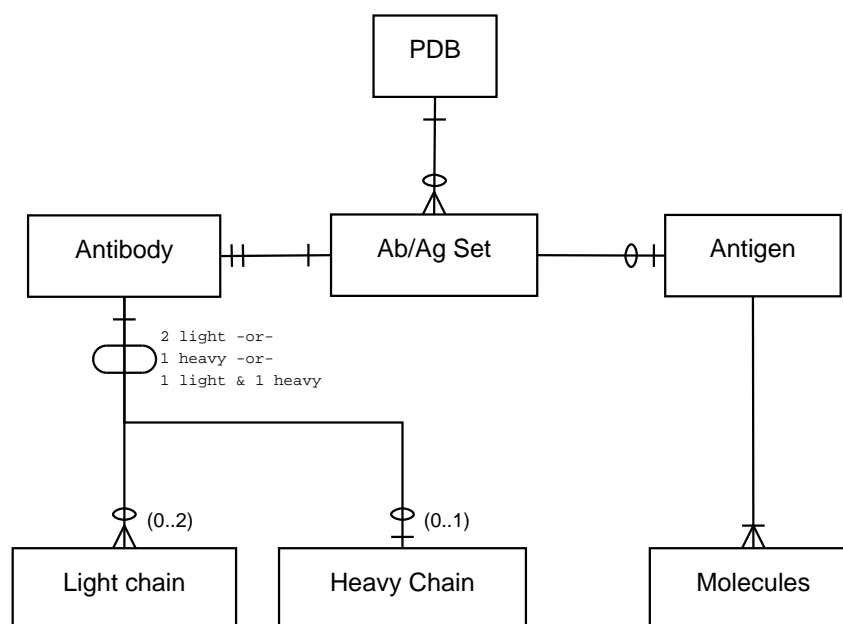 PDB
Antibody
Ab/Ag Set
Antigen
2 light -or-
1 heavy -or-
1 light & 1 heavy
(0..2)
(0..1)
Light chain
Heavy Chain
Molecules